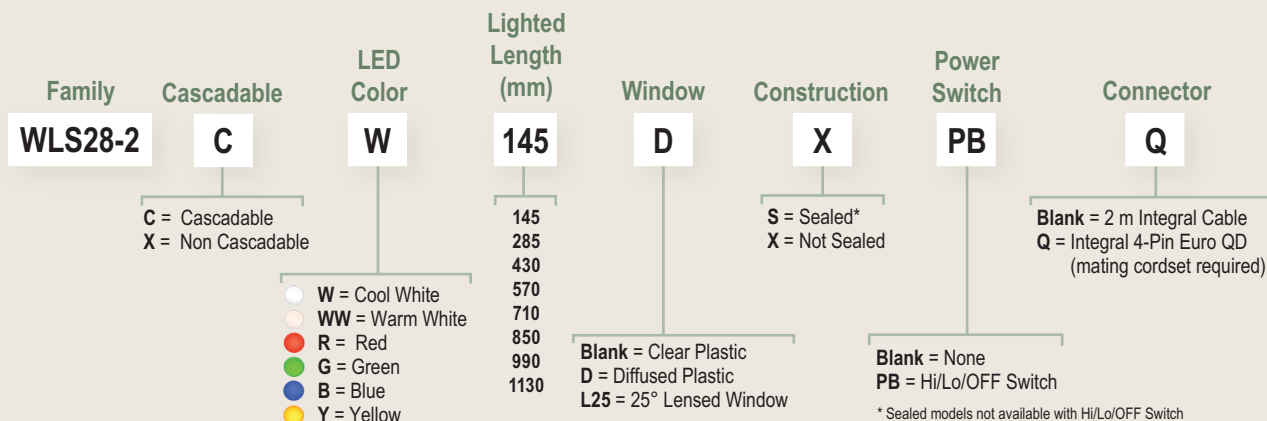 Family
Cascadable
LED
Color
Lighted
Length
(mm)
Window
Construction
Power
Switch
Connector
WLS28-2
C
W
145
D
X
PB
Q
C = Cascadable
X = Non Cascadable
W = Cool White
WW = Warm White
R = Red
G = Green
B = Blue
Y = Yellow
145
285
430
570
710
850
990
1130
Blank = Clear Plastic
D = Diffused Plastic
L25 = 25° Lensed Window
S = Sealed*
X = Not Sealed
Blank = None
PB = Hi/Lo/OFF Switch
* Sealed models not available with Hi/Lo/OFF Switch
Blank = 2 m Integral Cable
Q = Integral 4-Pin Euro QD
(mating cordset required)